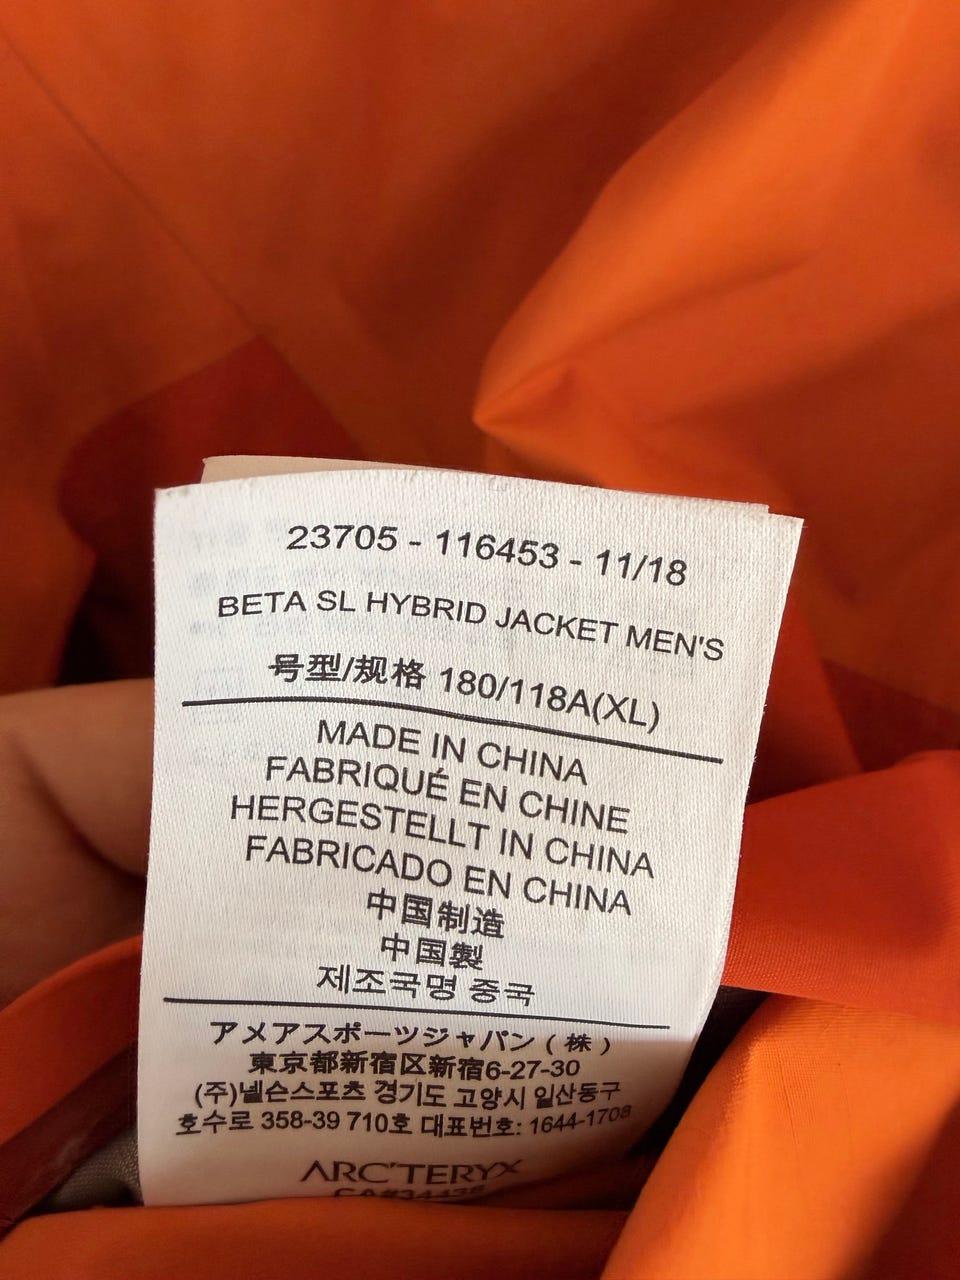 23705 - 116453 - 11/18
BETA SL HYBRID JACKET MEN'S
号型/规格 180/118A(XL)
MADE IN CHINA
FABRIQUÉ EN CHINE
HERGESTELLT IN CHINA
FABRICADO EN CHINA
中国制造
中国製
제조국명 중국
アメアスポーツジャパン（株）
東京都新宿区新宿6-27-30
(주)넬슨스포츠 경기도 고양시 일산동구
호수로 358-39 710호 대표번호: 1644-1708
ARC'TERYX